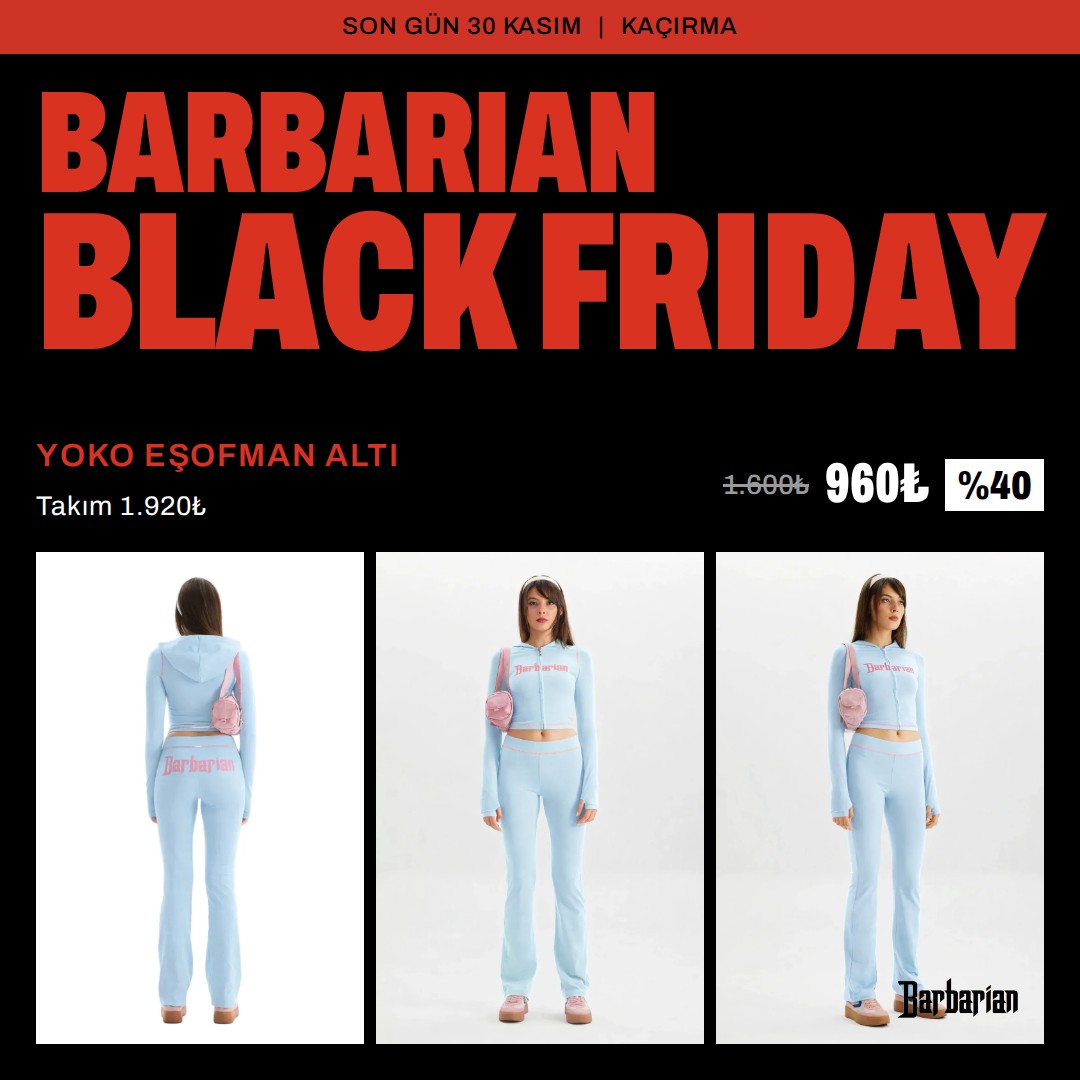 SON GÜN 30 KASIM | KAÇIRMA
BARBARIAN
BLACK FRIDAY
YOKO EŞOFMAN ALTI
Takım 1.920₺
1.600₺ 960₺ %40
Barbarian
Barbarian
Barbarian
Barbarian